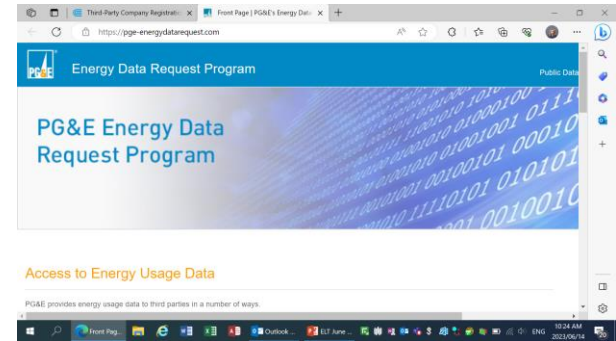 Third-Party Company Registratio
Front Page | PG&E's Energy Data
https://pge-energydatarequest.com
PG&E
Energy Data Request Program
Public Data
PG&E Energy Data
Request Program
Access to Energy Usage Data
PG&E provides energy usage data to third parties in a number of ways.
Front Pag...
Outlook ...
ELT June ...
ENG
10:24 AM
2023/06/14